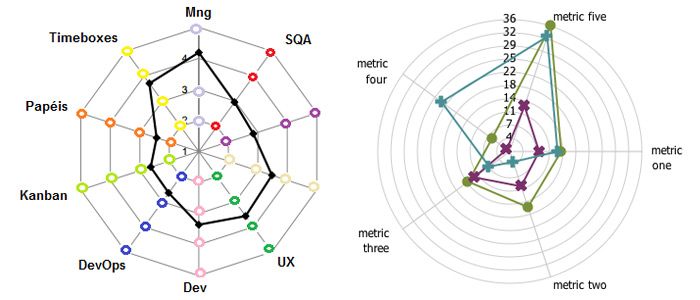 Mng
Timeboxes
SQA
4
Papéis
3
2
1
Kanban
DevOps
UX
Dev
36
metric five
32
29
25
22
metric
four
18
14
11
7
4
metric
one
metric
three
metric two